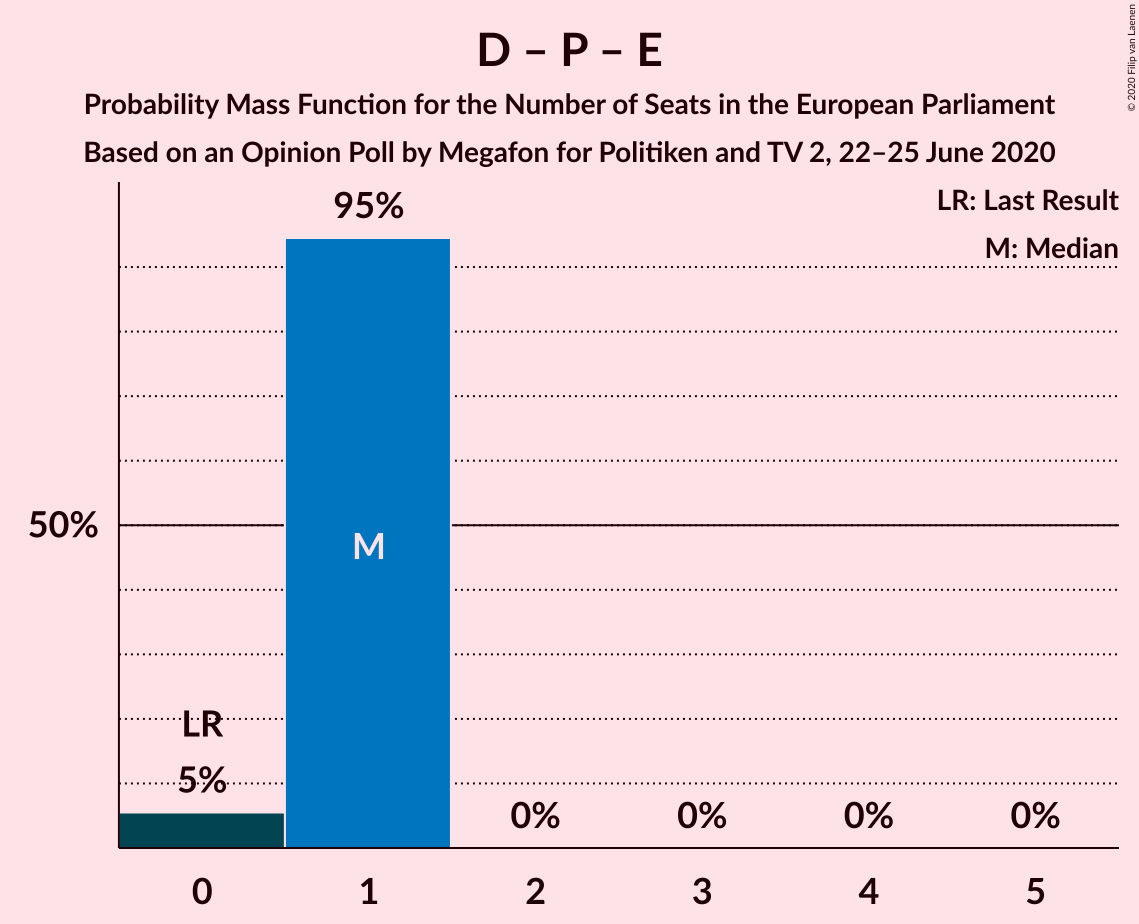 D – P – E
Probability Mass Function for the Number of Seats in the European Parliament
Based on an Opinion Poll by Megafon for Politiken and TV 2, 22–25 June 2020
© 2020 Filip van Laenen
LR: Last Result
M: Median
95%
50%
M
LR
5%
0% 0% 0% 0%
0 1 2 3 4 5